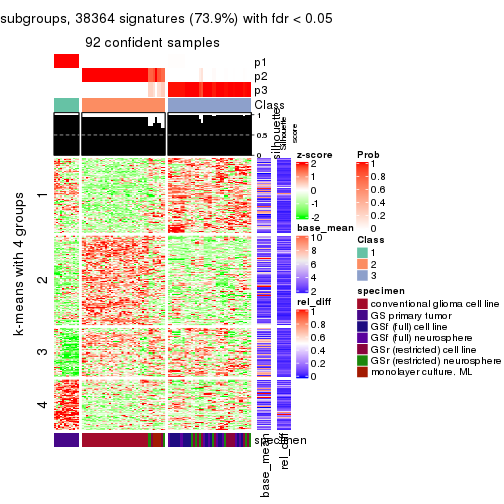 subgroups, 38364 signatures (73.9%) with fdr < 0.05
92 confident samples
p1
p2
p3
Class
1
0.5
0
silhouette
Silhouette
score
k-means with 4 groups
1
2
3
4
specimen
base_mean
rel_diff
z-score
2
1
0
-1
-2
base_mean
10
8
6
4
2
rel_diff
1
0.8
0.6
0.4
0.2
0
Prob
1
0.8
0.6
0.4
0.2
0
Class
1
2
3
specimen
conventional glioma cell line
GS primary tumor
GSf (full) cell line
GSf (full) neurosphere
GSr (restricted) cell line
GSr (restricted) neurosphere
monolayer culture. ML